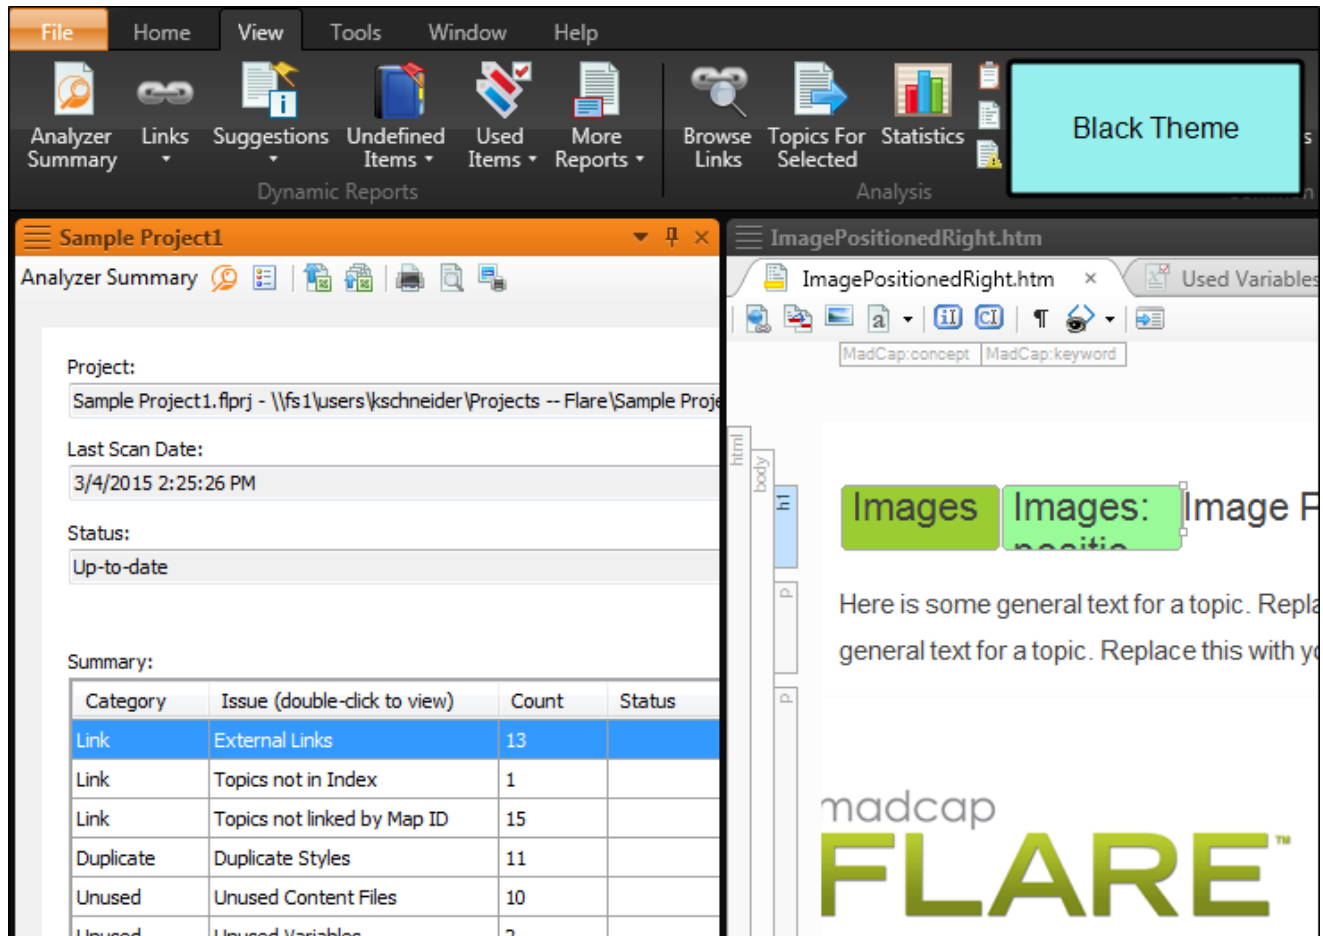 File Home View Tools Window Help
Analyzer Summary
Links
Suggestions
Undefined Items
Used Items
More Reports
Dynamic Reports
Browse Links
Topics For Selected
Statistics
Analysis
Black Theme
Sample Project1
Analyzer Summary
Project:
Sample Project1.flprj - \\fs1\users\kschneider\Projects -- Flare\Sample Proje
Last Scan Date:
3/4/2015 2:25:26 PM
Status:
Up-to-date
Summary:
Category Issue (double-click to view) Count Status
Link External Links 13
Link Topics not in Index 1
Link Topics not linked by Map ID 15
Duplicate Duplicate Styles 11
Unused Unused Content Files 10
Unused Unused Variables
ImagePositionedRight.htm
ImagePositionedRight.htm Used Variables
MadCap:concept MadCap:keyword
html
body
h1
p
p
Images Images: Image P
Here is some general text for a topic. Repla
general text for a topic. Replace this with yo
madcap
FLARE™